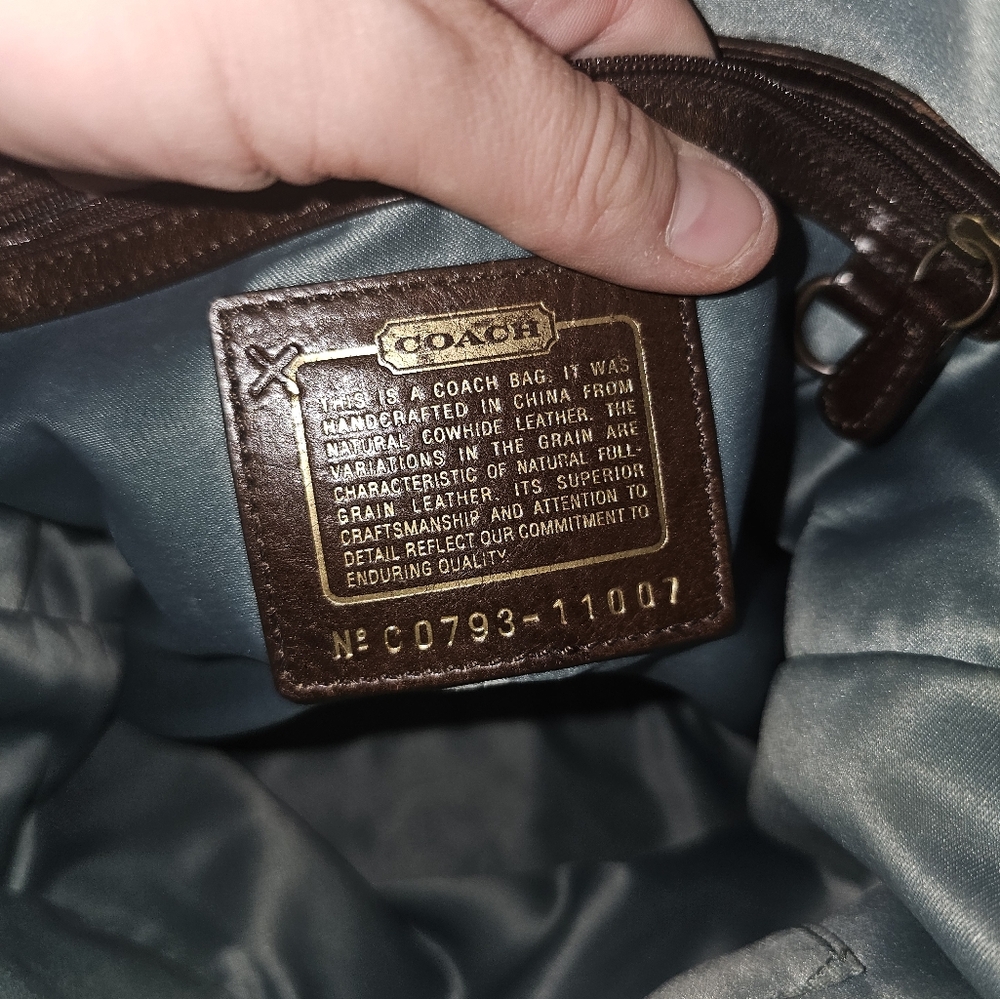 COACH
THIS IS A COACH BAG. IT WAS
HANDCRAFTED IN CHINA FROM
NATURAL COWHIDE LEATHER. THE
VARIATIONS IN THE GRAIN ARE
CHARACTERISTIC OF NATURAL FULL-
GRAIN LEATHER. ITS SUPERIOR
CRAFTSMANSHIP AND ATTENTION TO
DETAIL REFLECT OUR COMMITMENT TO
ENDURING QUALITY.
Nº C0793-11007